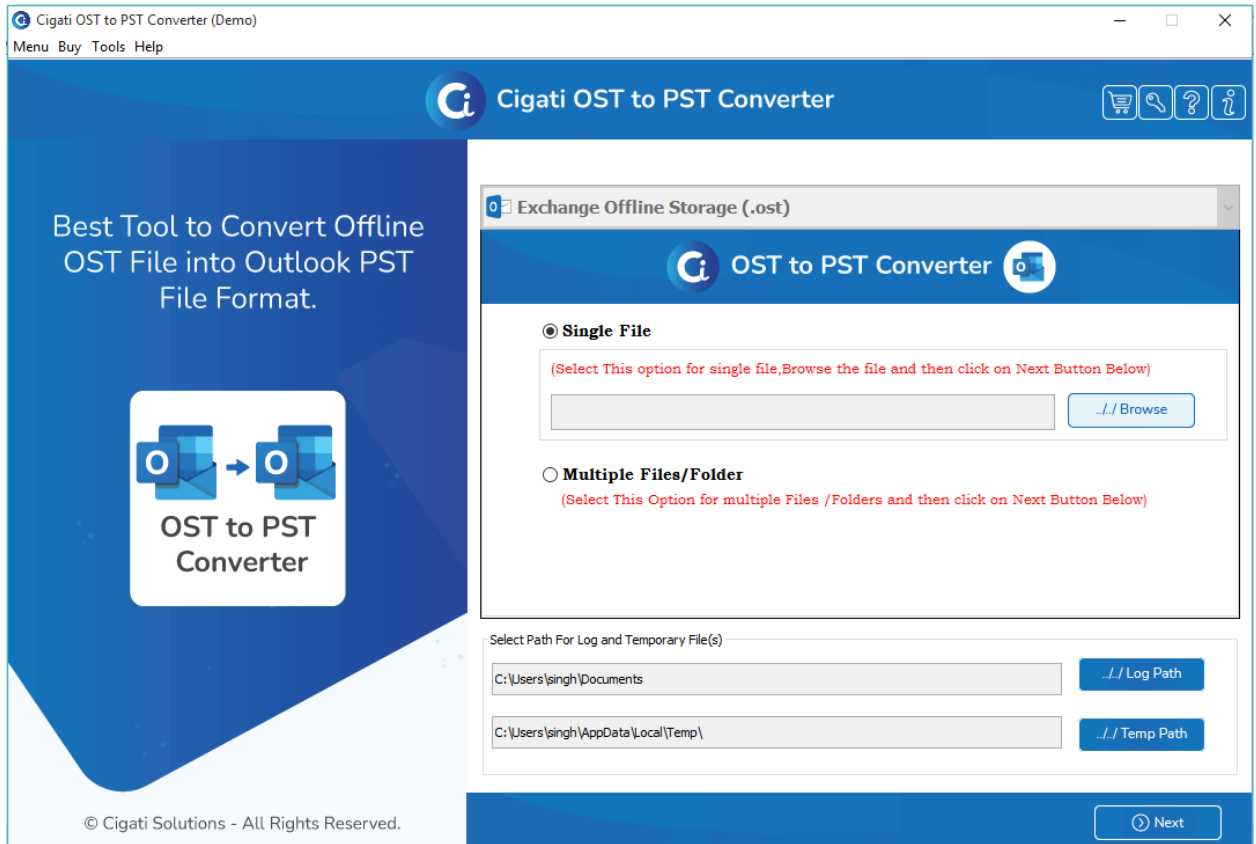 Cigati OST to PST Converter (Demo)
Menu Buy Tools Help
Ci Cigati OST to PST Converter
Best Tool to Convert Offline
OST File into Outlook PST
File Format.
OST to PST
Converter
© Cigati Solutions - All Rights Reserved.
Exchange Offline Storage (.ost)
Ci OST to PST Converter
Single File
(Select This option for single file,Browse the file and then click on Next Button Below)
../../ Browse
Multiple Files/Folder
(Select This Option for multiple Files /Folders and then click on Next Button Below)
Select Path For Log and Temporary File(s)
C:\Users\singh\Documents
../../ Log Path
C:\Users\singh\AppData\Local\Temp\
../../ Temp Path
Next